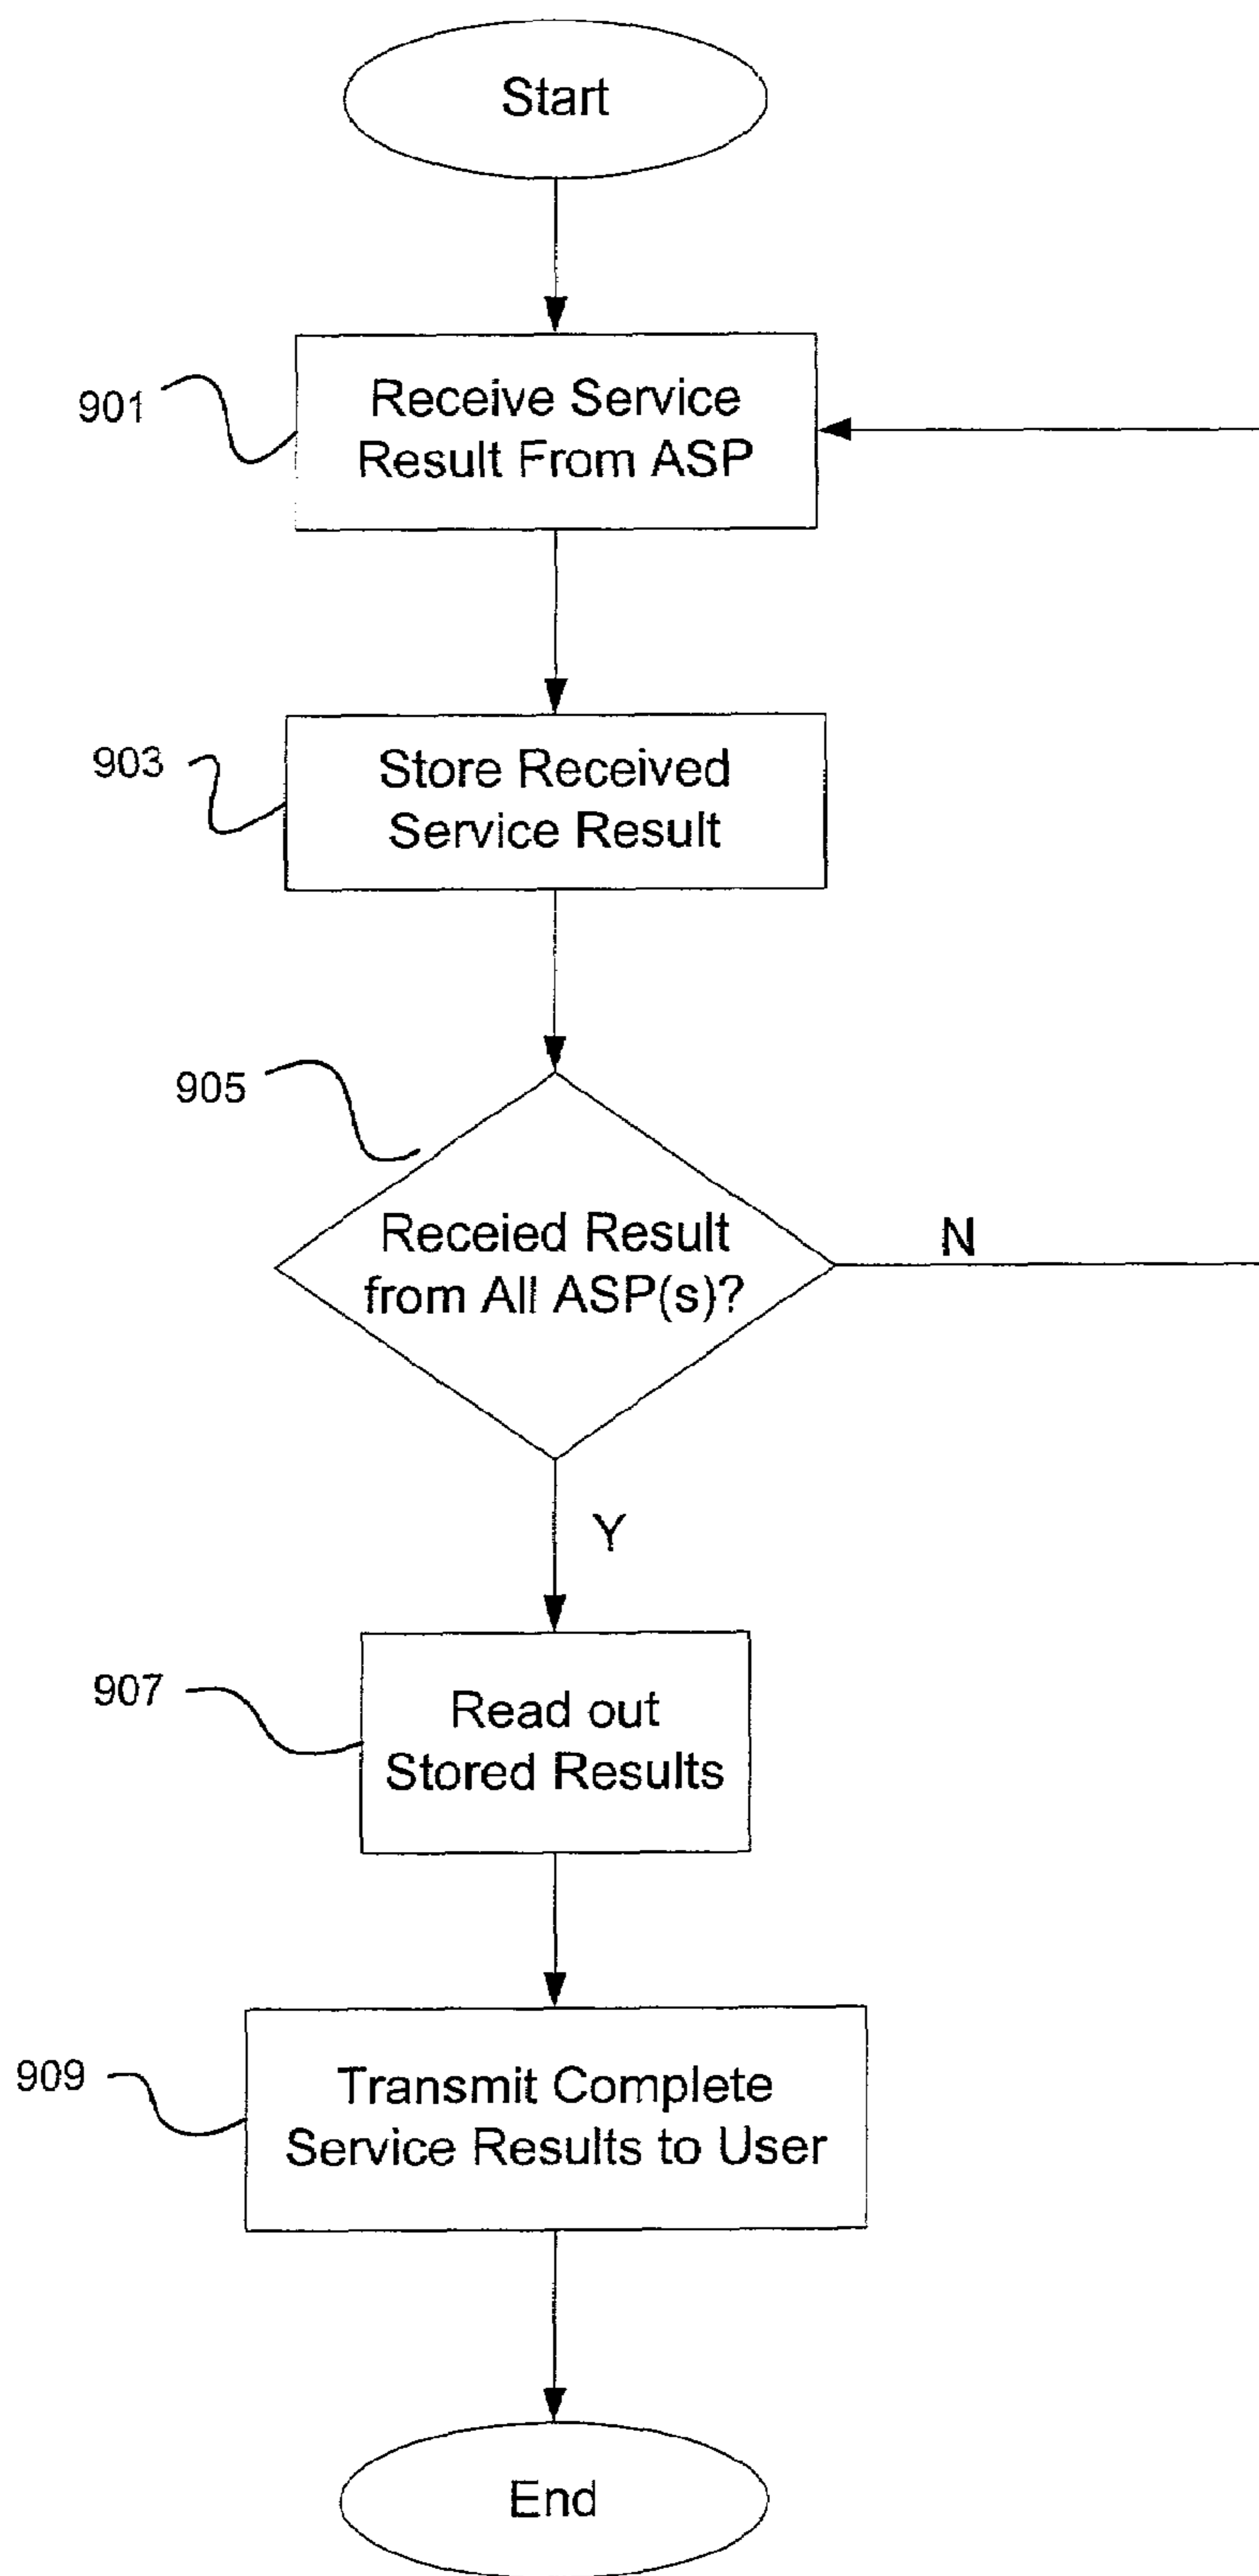 Start
901
Receive Service
Result From ASP
903
Store Received
Service Result
905
Receied Result
from All ASP(s)?
N
Y
907
Read out
Stored Results
909
Transmit Complete
Service Results to User
End